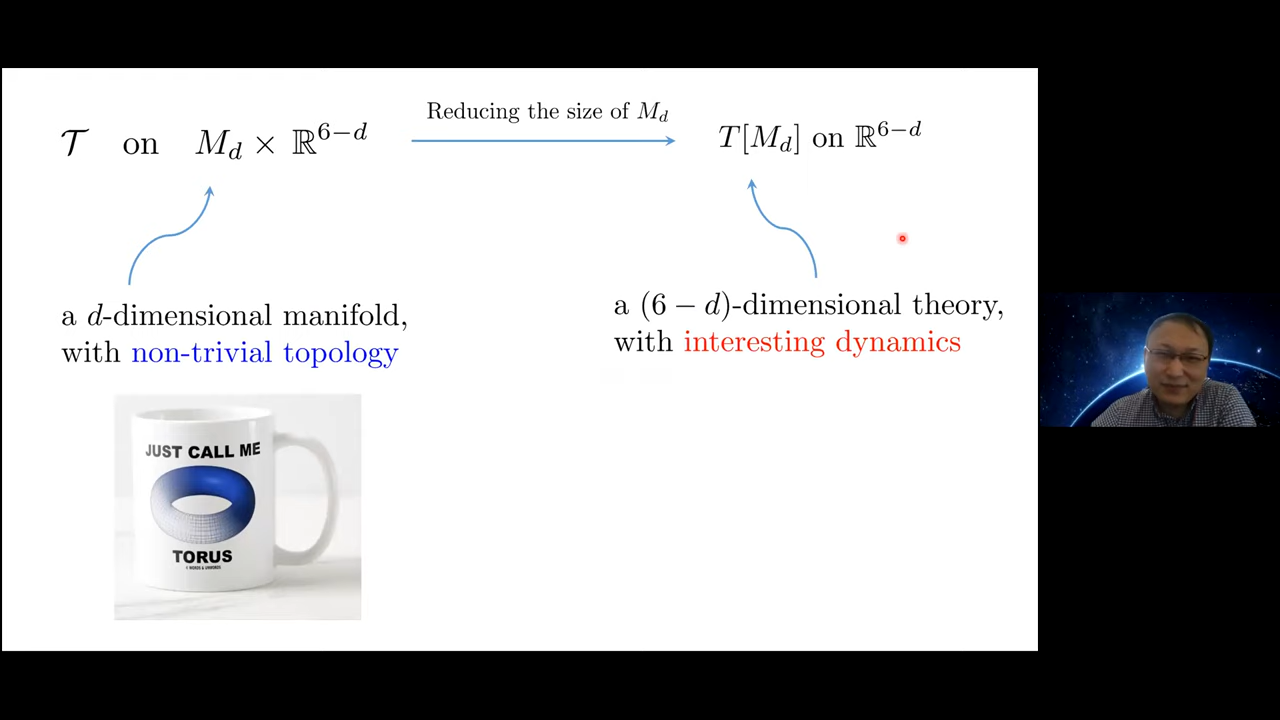 𝒯 on M_d × ℝ^{6−d}
Reducing the size of M_d
T[M_d] on ℝ^{6−d}
a d-dimensional manifold,
with non-trivial topology
a (6 − d)-dimensional theory,
with interesting dynamics
JUST CALL ME
TORUS